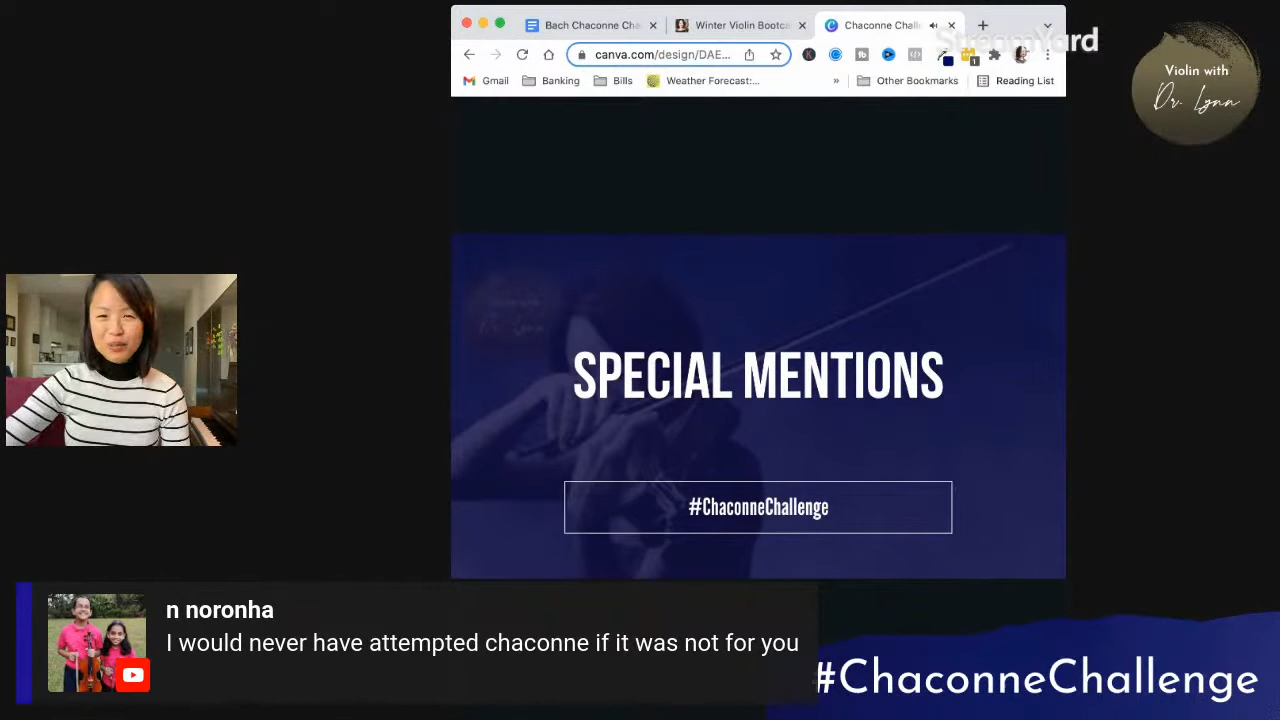 Bach Chaconne Cha
Winter Violin Bootca
Chaconne Chall
StreamYard
canva.com/design/DAE...
Gmail
Banking
Bills
Weather Forecast:...
»
Other Bookmarks
Reading List
Violin with
Dr. Lynn
SPECIAL MENTIONS
#ChaconneChallenge
n noronha
I would never have attempted chaconne if it was not for you
#ChaconneChallenge